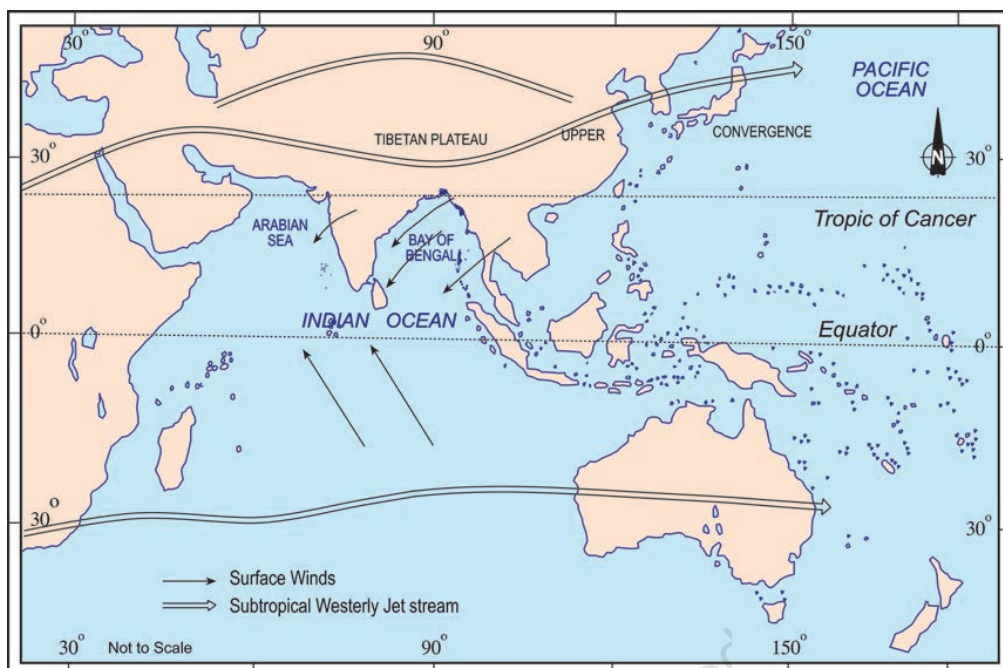 30° 90° 150°
PACIFIC
OCEAN
TIBETAN PLATEAU UPPER CONVERGENCE
N
30° 30°
Tropic of Cancer
ARABIAN
SEA
BAY OF
BENGAL
INDIAN OCEAN
Equator
0° 0°
30° 30°
Surface Winds
Subtropical Westerly Jet stream
30° Not to Scale 90° 150°